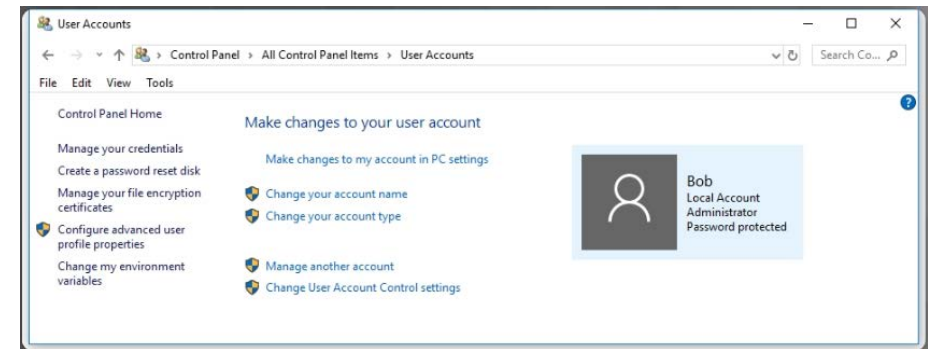 User Accounts
Control Panel › All Control Panel Items › User Accounts
Search Co...
File Edit View Tools
Control Panel Home
Manage your credentials
Create a password reset disk
Manage your file encryption
certificates
Configure advanced user
profile properties
Change my environment
variables
Make changes to your user account
Make changes to my account in PC settings
Change your account name
Change your account type
Manage another account
Change User Account Control settings
Bob
Local Account
Administrator
Password protected
?